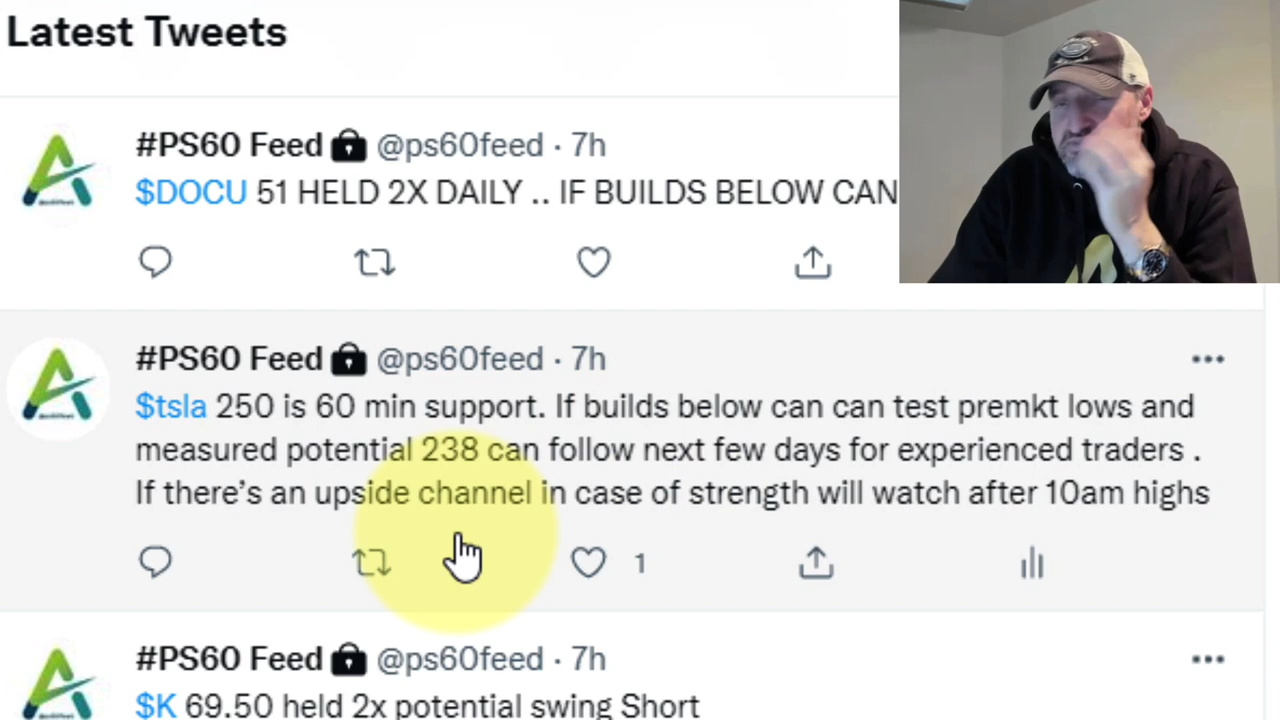 Latest Tweets
#PS60 Feed @ps60feed · 7h
$DOCU 51 HELD 2X DAILY .. IF BUILDS BELOW CAN
#PS60 Feed @ps60feed · 7h
$tsla 250 is 60 min support. If builds below can can test premkt lows and
measured potential 238 can follow next few days for experienced traders .
If there's an upside channel in case of strength will watch after 10am highs
1
#PS60 Feed @ps60feed · 7h
$K 69.50 held 2x potential swing Short